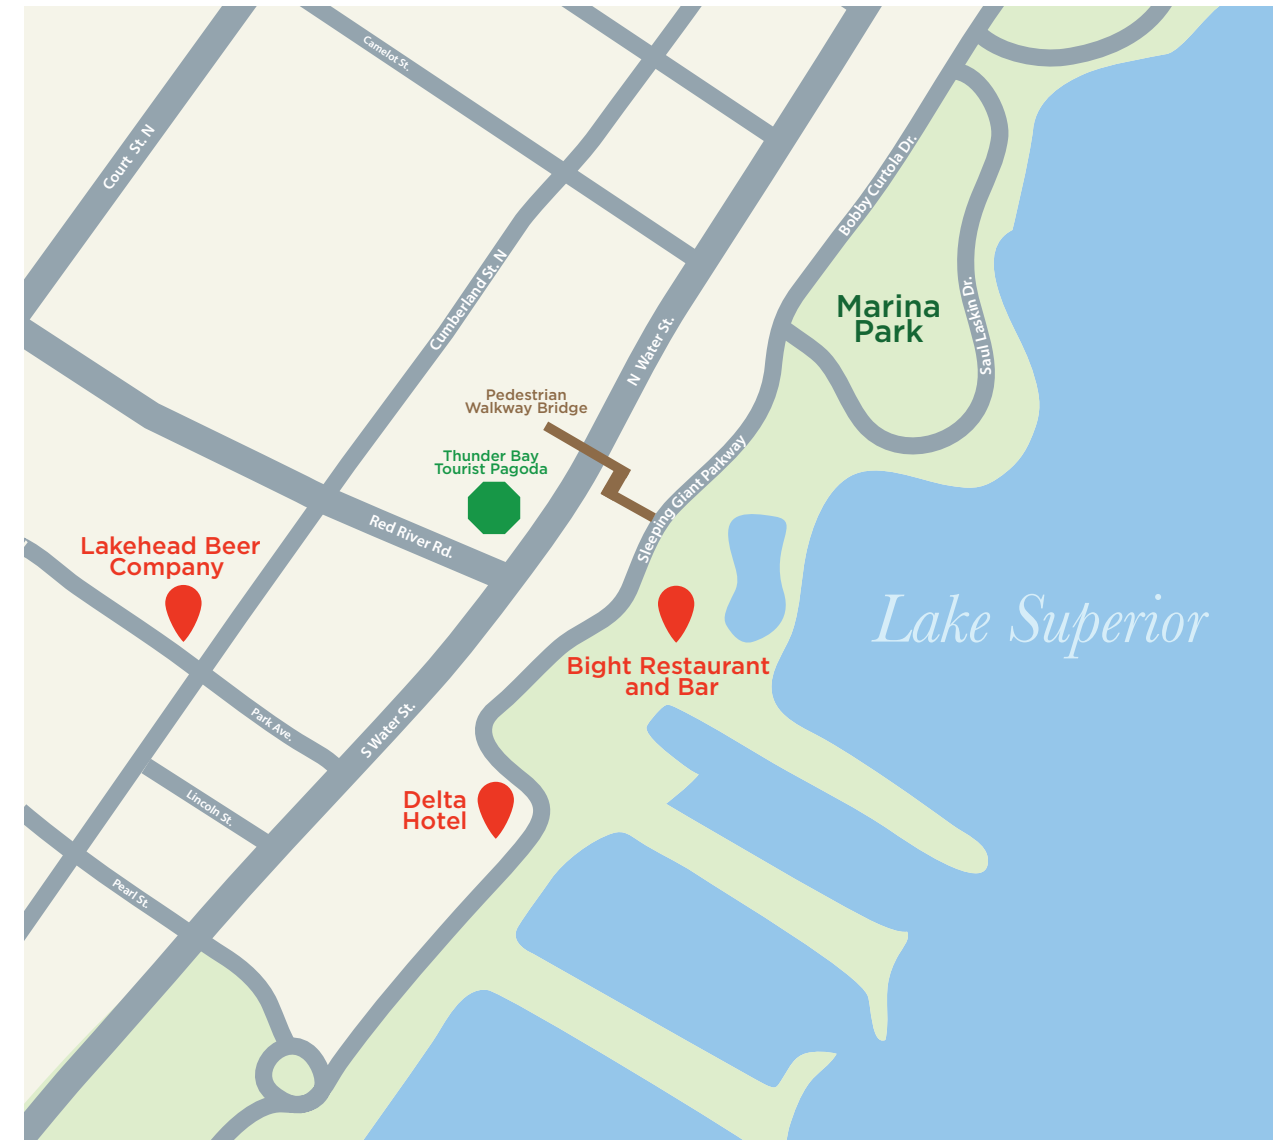 Camelot St.
Court St. N
Bobby Curtola Dr.
Cumberland St. N
Saul Laskin Dr.
Marina
Park
N Water St.
Pedestrian
Walkway Bridge
Thunder Bay
Tourist Pagoda
Sleeping Giant Parkway
Red River Rd.
Lakehead Beer
Company
Lake Superior
Bight Restaurant
and Bar
Park Ave.
S Water St.
Lincoln St.
Delta
Hotel
Pearl St.